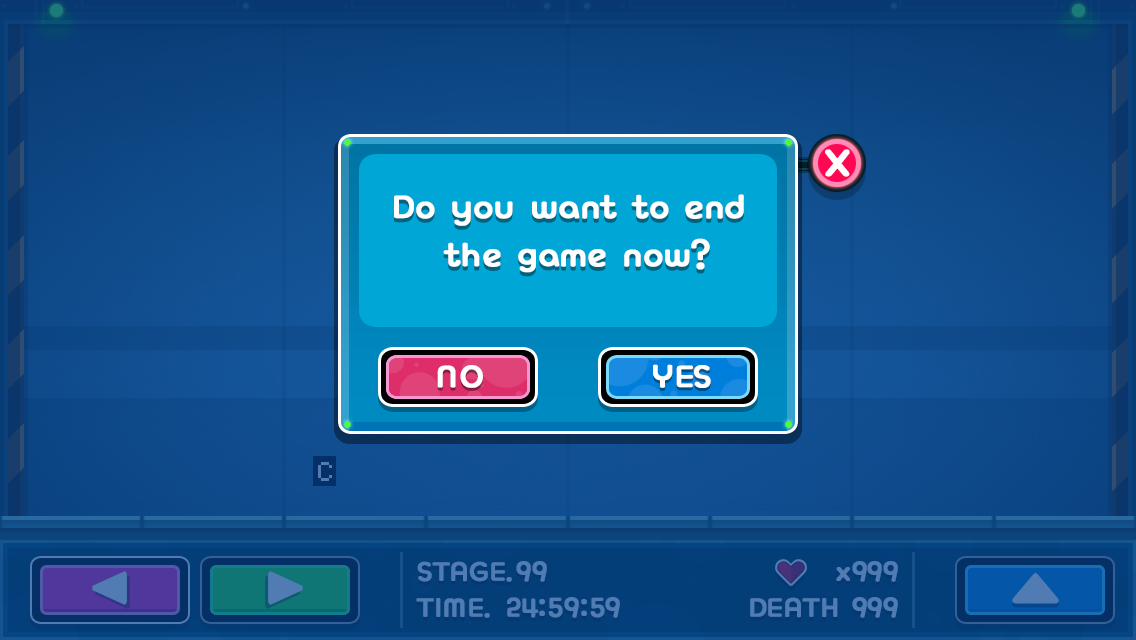 Do you want to end
the game now?
NO
YES
C
STAGE.99
x999
TIME. 24:59:59
DEATH 999